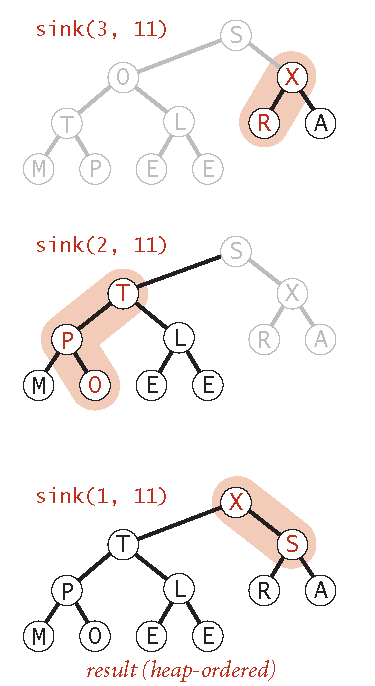 sink(3, 11)
S
O X
T L R A
M P E E
sink(2, 11)
S
T X
P L R A
M O E E
sink(1, 11)
X
T S
P L R A
M O E E
result (heap-ordered)